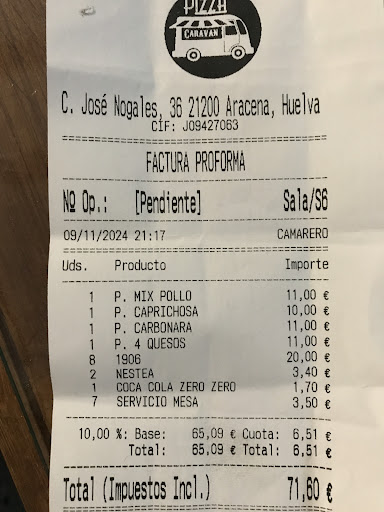 PIZZA
CARAVAN
C. José Nogales, 36 21200 Aracena, Huelva
CIF: J09427063
FACTURA PROFORMA
Nº Op.: [Pendiente] Sala/S6
09/11/2024 21:17 CAMARERO
Uds. Producto Importe
1 P. MIX POLLO 11,00 €
1 P. CAPRICHOSA 10,00 €
1 P. CARBONARA 11,00 €
1 P. 4 QUESOS 11,00 €
8 1906 20,00 €
2 NESTEA 3,40 €
1 COCA COLA ZERO ZERO 1,70 €
7 SERVICIO MESA 3,50 €
10,00 %: Base: 65,09 € Cuota: 6,51 €
Total: 65,09 € Total: 6,51 €
Total (Impuestos Incl.) 71,60 €